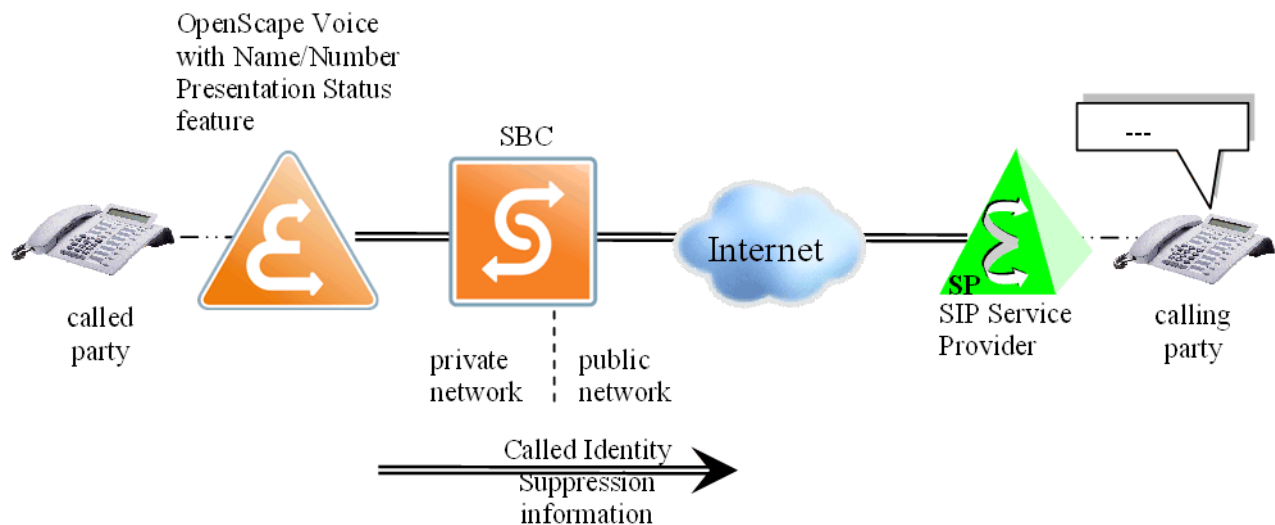 OpenScape Voice
with Name/Number
Presentation Status
feature
SBC
---
Internet
SP
SIP Service
Provider
called
party
calling
party
private
network
public
network
Called Identity
Suppression
information